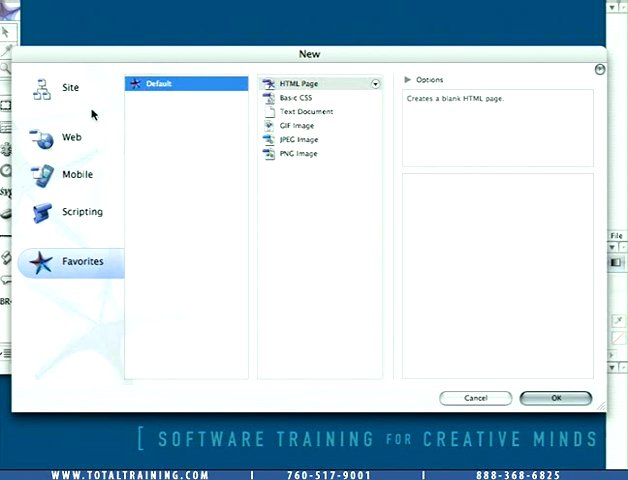 New
Site
Web
Mobile
Scripting
Favorites
Default
HTML Page
Basic CSS
Text Document
GIF Image
JPEG Image
PNG Image
Options
Creates a blank HTML page.
File
Cancel
OK
[ SOFTWARE TRAINING FOR CREATIVE MINDS
WWW.TOTALTRAINING.COM | 760-517-9001 | 888-368-6825